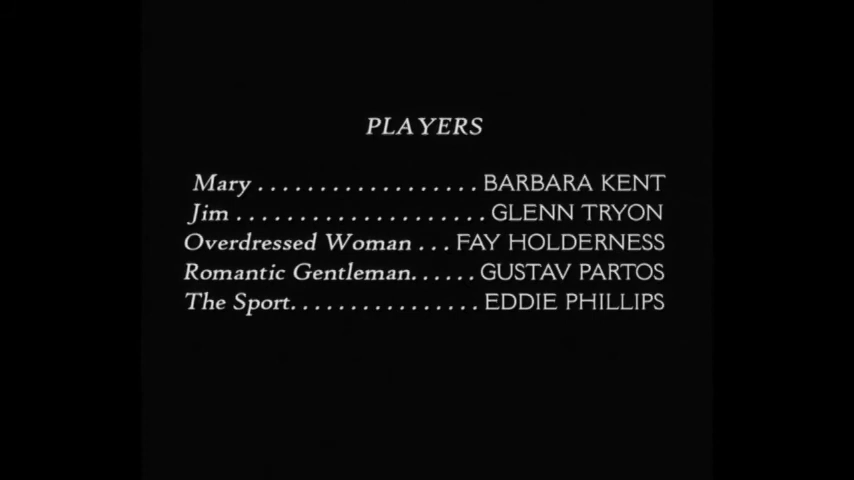 PLAYERS
Mary . . . . . . . . . . . . . . . . . . BARBARA KENT
Jim . . . . . . . . . . . . . . . . . . . . . GLENN TRYON
Overdressed Woman . . . FAY HOLDERNESS
Romantic Gentleman. . . . . . GUSTAV PARTOS
The Sport. . . . . . . . . . . . . . . . EDDIE PHILLIPS